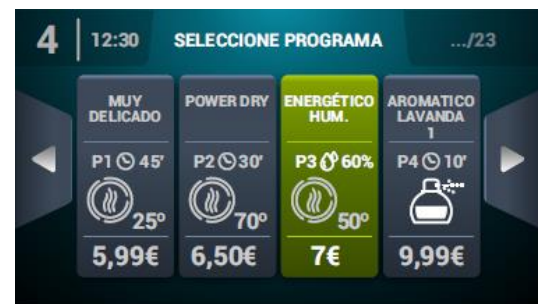 4 12:30 SELECCIONE PROGRAMA .../23
MUY
DELICADO
P1 45'
25º
5,99€
POWER DRY
P2 30'
70º
6,50€
ENERGÉTICO
HUM.
P3 60%
50º
7€
AROMATICO
LAVANDA
1
P4 10'
9,99€